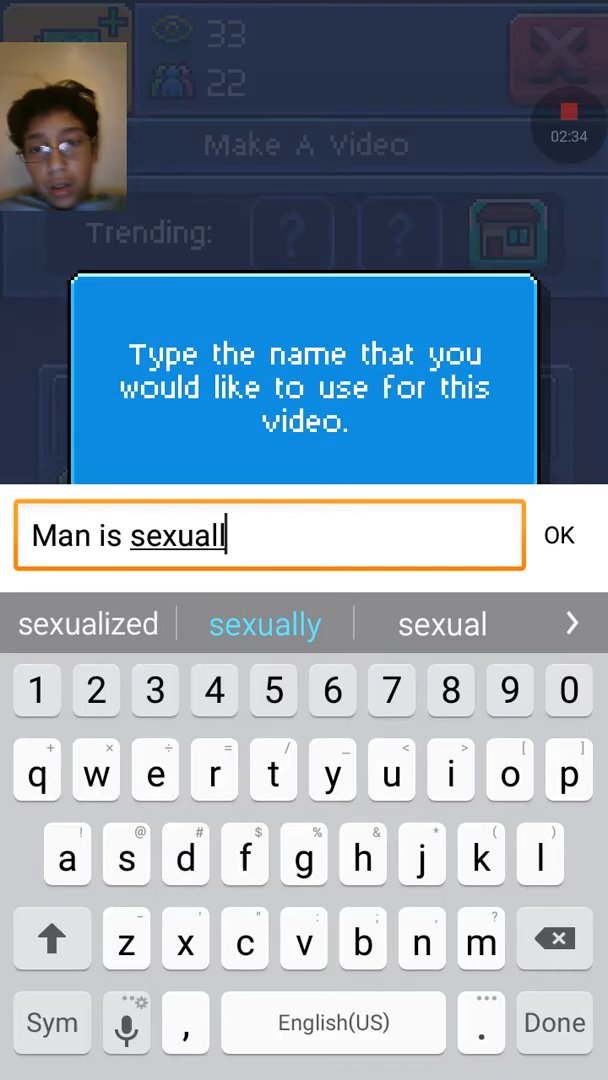 33
22
02:34
Make A Video
Trending:
? ?
Type the name that you
would like to use for this
video.
Man is sexuall
OK
sexualized sexually sexual
1 2 3 4 5 6 7 8 9 0
+ × ÷ = / _ < > [ ]
q w e r t y u i o p
! @ # $ % & * ( )
a s d f g h j k l
- ' " : ; , ?
z x c v b n m
Sym , English(US) . Done